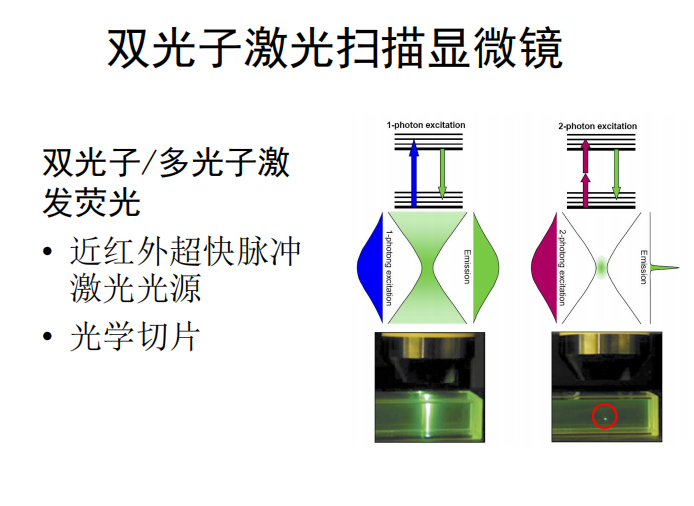 双光子激光扫描显微镜
双光子/多光子激
发荧光
• 近红外超快脉冲
激光光源
• 光学切片
1-photon excitation
2-photon excitation
1-photong excitation
Emission
2-photong excitation
Emission